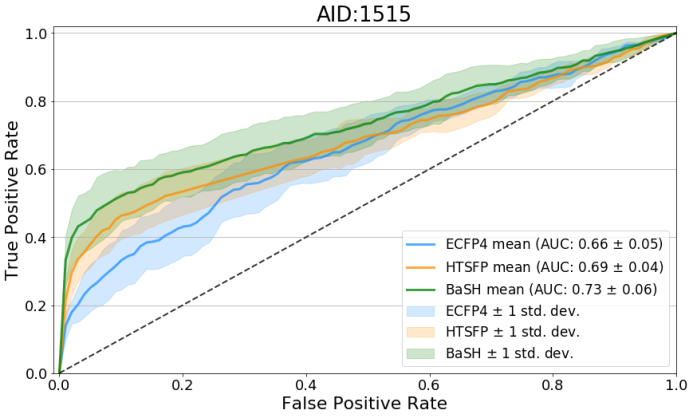 AID:1515
True Positive Rate
1.0
0.8
0.6
0.4
0.2
0.0
0.0 0.2 0.4 0.6 0.8 1.0
False Positive Rate
ECFP4 mean (AUC: 0.66 ± 0.05)
HTSFP mean (AUC: 0.69 ± 0.04)
BaSH mean (AUC: 0.73 ± 0.06)
ECFP4 ± 1 std. dev.
HTSFP ± 1 std. dev.
BaSH ± 1 std. dev.